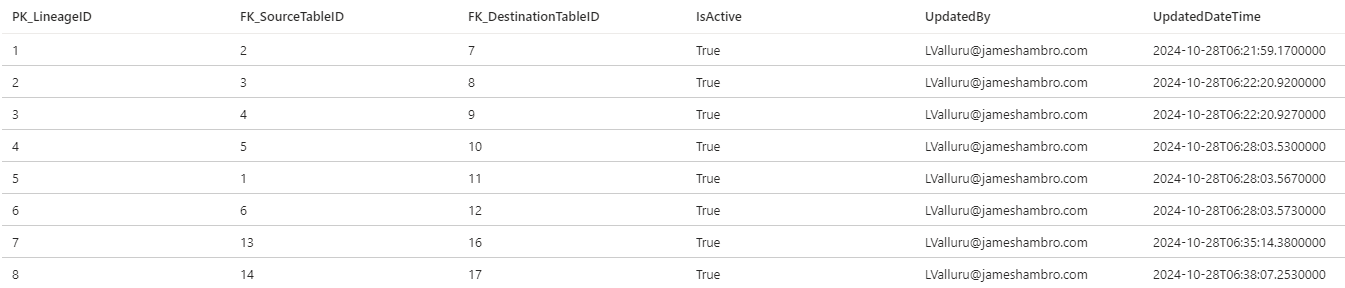 PK_LineageID FK_SourceTableID FK_DestinationTableID IsActive UpdatedBy UpdatedDateTime
1 2 7 True LValluru@jameshambro.com 2024-10-28T06:21:59.1700000
2 3 8 True LValluru@jameshambro.com 2024-10-28T06:22:20.9200000
3 4 9 True LValluru@jameshambro.com 2024-10-28T06:22:20.9270000
4 5 10 True LValluru@jameshambro.com 2024-10-28T06:28:03.5300000
5 1 11 True LValluru@jameshambro.com 2024-10-28T06:28:03.5670000
6 6 12 True LValluru@jameshambro.com 2024-10-28T06:28:03.5730000
7 13 16 True LValluru@jameshambro.com 2024-10-28T06:35:14.3800000
8 14 17 True LValluru@jameshambro.com 2024-10-28T06:38:07.2530000